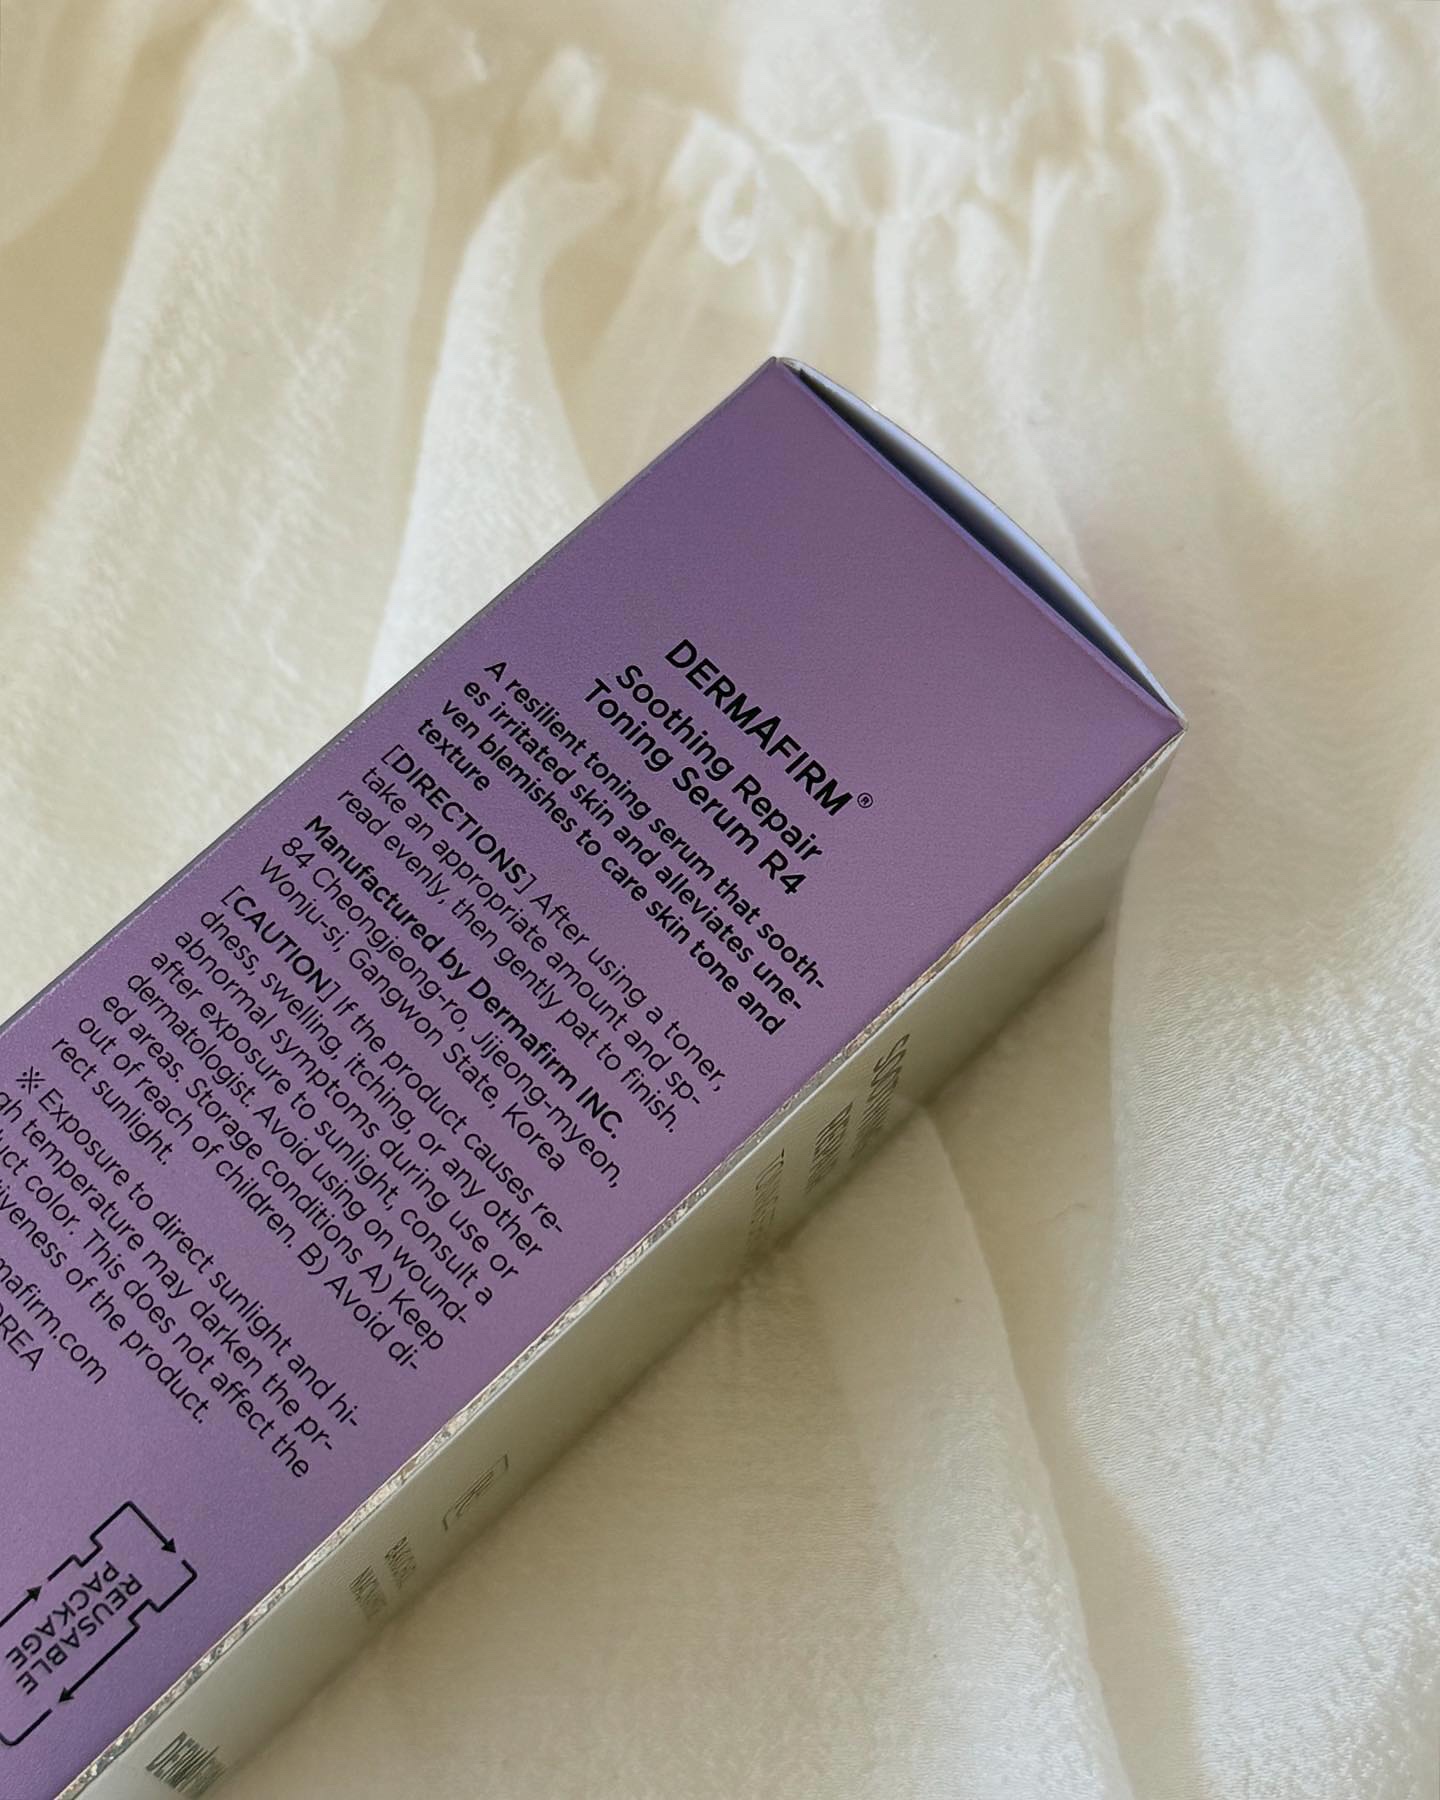 DERMAFIRM®
Soothing Repair
Toning Serum R4
A resilient toning serum that sooth-
es irritated skin and alleviates une-
ven blemishes to care skin tone and
texture
[DIRECTIONS] After using a toner,
take an appropriate amount and sp-
read evenly, then gently pat to finish.
Manufactured by Dermafirm INC.
84 Cheongjeong-ro, Jijeong-myeon,
Wonju-si, Gangwon State, Korea
[CAUTION] If the product causes re-
dness, swelling, itching, or any other
abnormal symptoms during use or
after exposure to sunlight, consult a
dermatologist. Avoid using on wound-
ed areas. Storage conditions A) Keep
out of reach of children. B) Avoid di-
rect sunlight.
※ Exposure to direct sunlight and hi-
gh temperature may darken the pr-
color. This does not affect the
of the product.
REUSABLE
PACKAGE